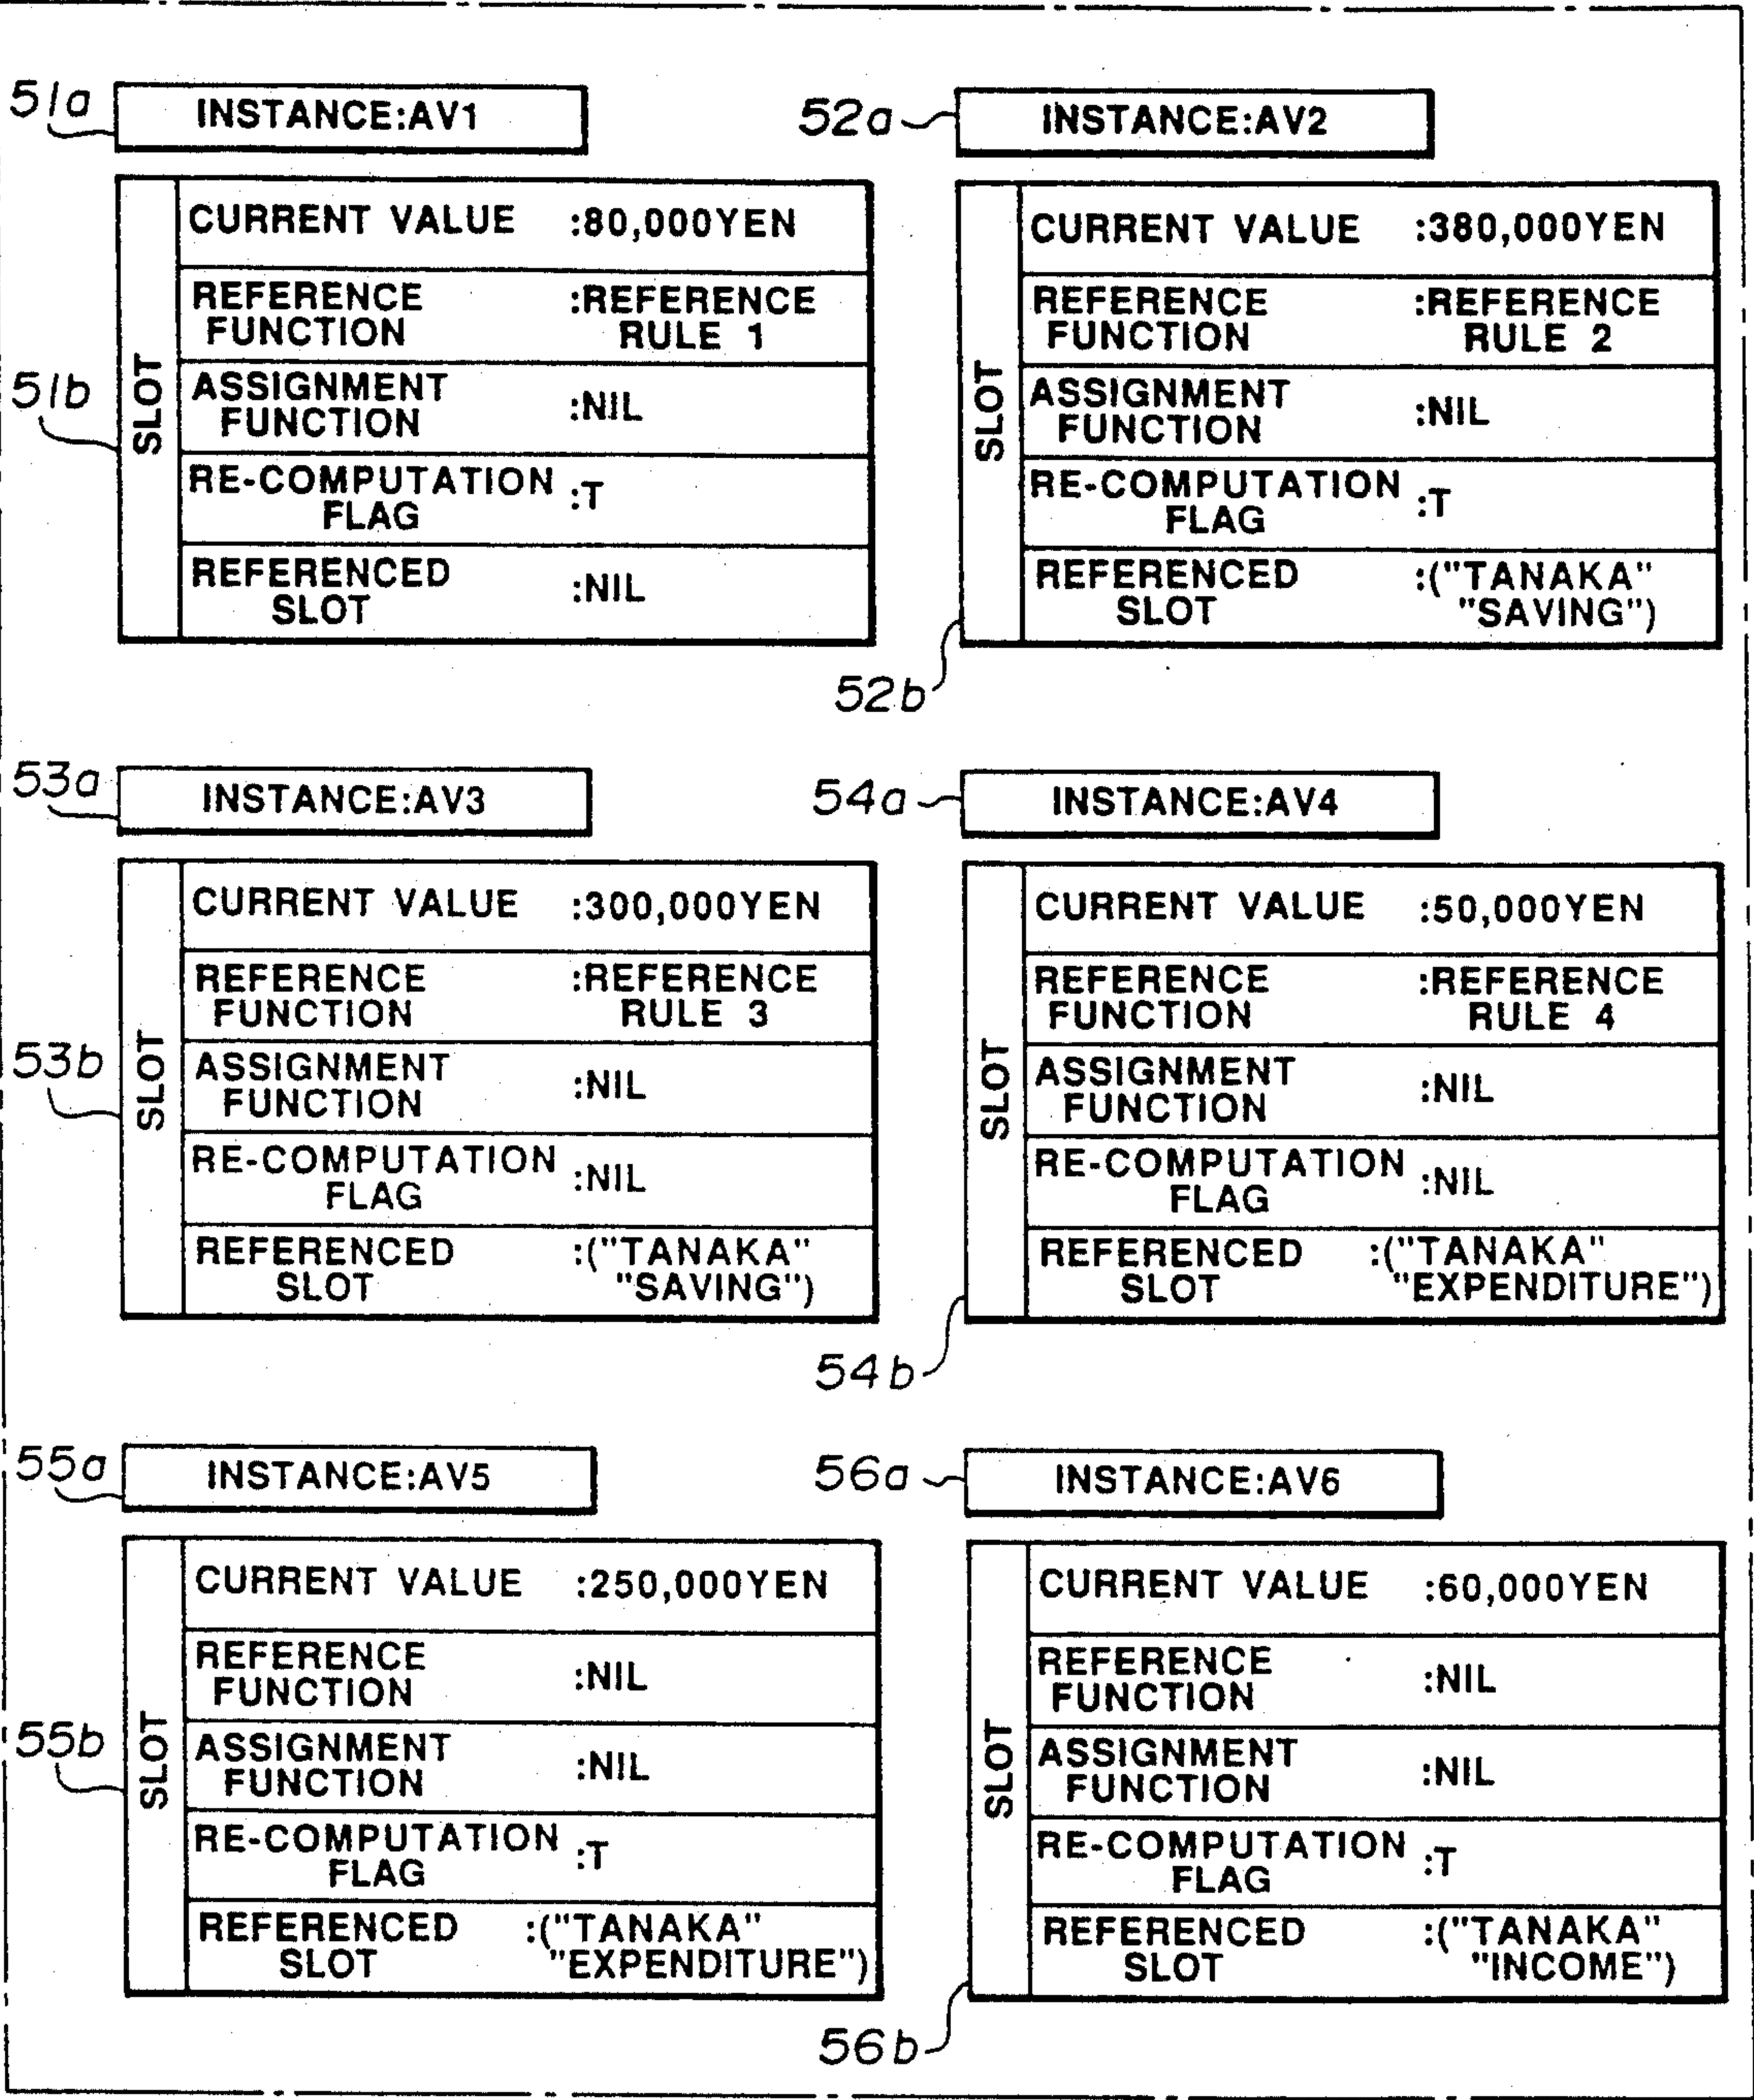 51a INSTANCE:AV1
SLOT
CURRENT VALUE :80,000YEN
REFERENCE :REFERENCE
FUNCTION RULE 1
51b
ASSIGNMENT
FUNCTION :NIL
RE-COMPUTATION :T
FLAG
REFERENCED :NIL
SLOT
52a INSTANCE:AV2
SLOT
CURRENT VALUE :380,000YEN
REFERENCE :REFERENCE
FUNCTION RULE 2
ASSIGNMENT :NIL
FUNCTION
RE-COMPUTATION :T
FLAG
REFERENCED :("TANAKA"
SLOT "SAVING")
52b
53a INSTANCE:AV3
SLOT
CURRENT VALUE :300,000YEN
REFERENCE :REFERENCE
FUNCTION RULE 3
53b
ASSIGNMENT :NIL
FUNCTION
RE-COMPUTATION :NIL
FLAG
REFERENCED :("TANAKA"
SLOT "SAVING")
54a INSTANCE:AV4
SLOT
CURRENT VALUE :50,000YEN
REFERENCE :REFERENCE
FUNCTION RULE 4
ASSIGNMENT :NIL
FUNCTION
RE-COMPUTATION :NIL
FLAG
REFERENCED :("TANAKA"
SLOT "EXPENDITURE")
54b
55a INSTANCE:AV5
SLOT
CURRENT VALUE :250,000YEN
REFERENCE :NIL
FUNCTION
55b
ASSIGNMENT :NIL
FUNCTION
RE-COMPUTATION :T
FLAG
REFERENCED :("TANAKA"
SLOT "EXPENDITURE")
56a INSTANCE:AV6
SLOT
CURRENT VALUE :60,000YEN
REFERENCE :NIL
FUNCTION
ASSIGNMENT :NIL
FUNCTION
RE-COMPUTATION :T
FLAG
REFERENCED :("TANAKA"
SLOT "INCOME")
56b